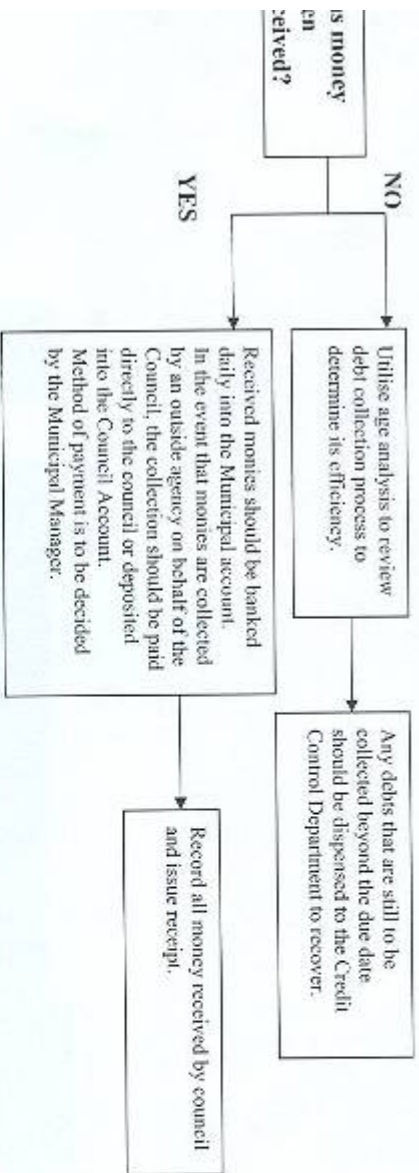 s money
en
ceived?
NO
YES
Utilise age analysis to review
debt collection process to
determine its efficiency.
Any debts that are still to be
collected beyond the due date
should be dispensed to the Credit
Control Department to recover.
Received monies should be banked
daily into the Municipal account.
In the event that monies are collected
by an outside agency on behalf of the
Council, the collection should be paid
directly to the council or deposited
into the Council Account.
Method of payment is to be decided
by the Municipal Manager.
Record all money received by council
and issue receipt.